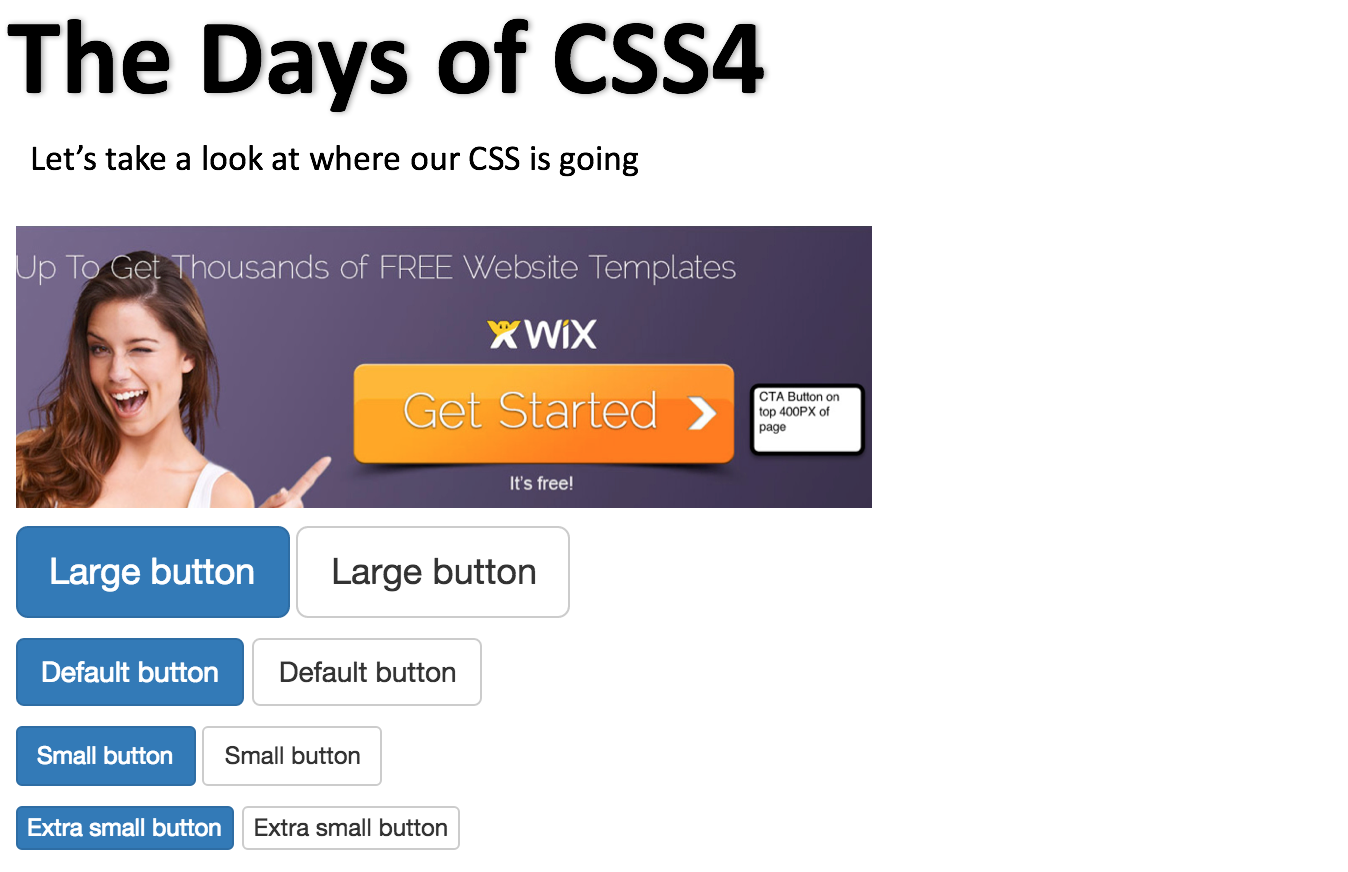 The Days of CSS4
Let’s take a look at where our CSS is going
Up To Get Thousands of FREE Website Templates
WiX
Get Started
CTA Button on
top 400PX of
page
It's free!
Large button Large button
Default button Default button
Small button Small button
Extra small button Extra small button